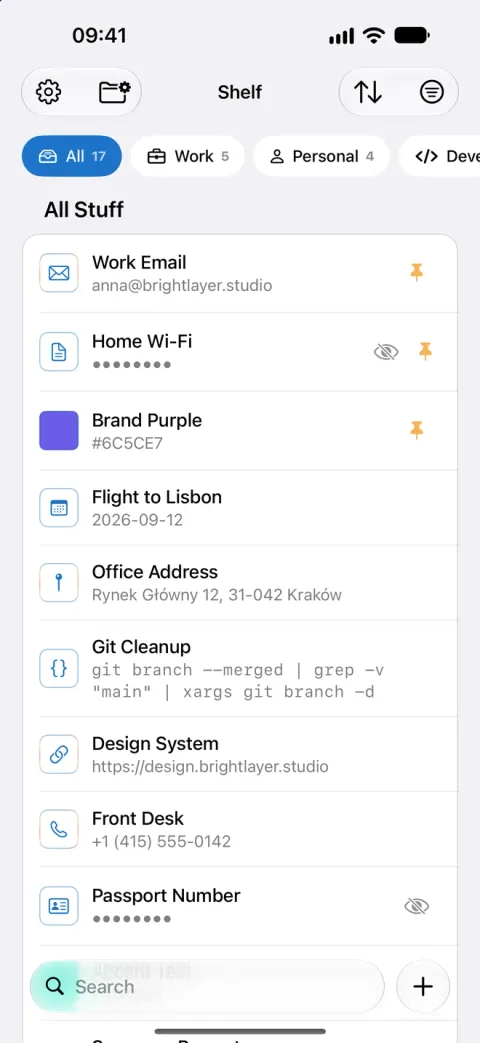 09:41
Shelf
All 17
Work 5
Personal 4
Deve
All Stuff
Work Email
anna@brightlayer.studio
Home Wi-Fi
●●●●●●●●
Brand Purple
#6C5CE7
Flight to Lisbon
2026-09-12
Office Address
Rynek Główny 12, 31-042 Kraków
Git Cleanup
git branch --merged | grep -v
"main" | xargs git branch -d
Design System
https://design.brightlayer.studio
Front Desk
+1 (415) 555-0142
Passport Number
●●●●●●●●
Search